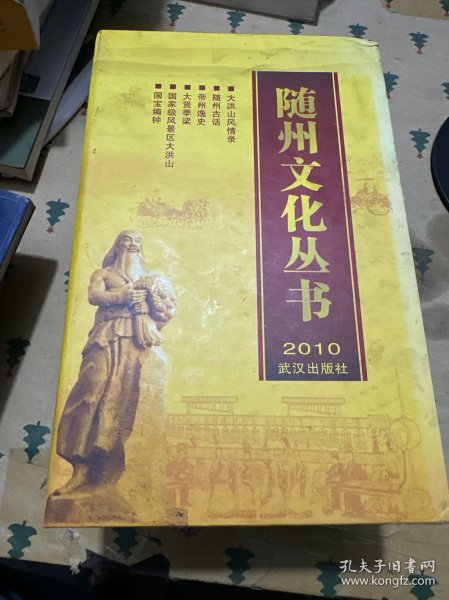 随州文化丛书
2010
武汉出版社
■大洪山风情录
■随州古话
■帝州逸史
■大贤季梁
■国家级风景区大洪山
■国宝编钟
孔夫子旧书网
www.kongfz.com